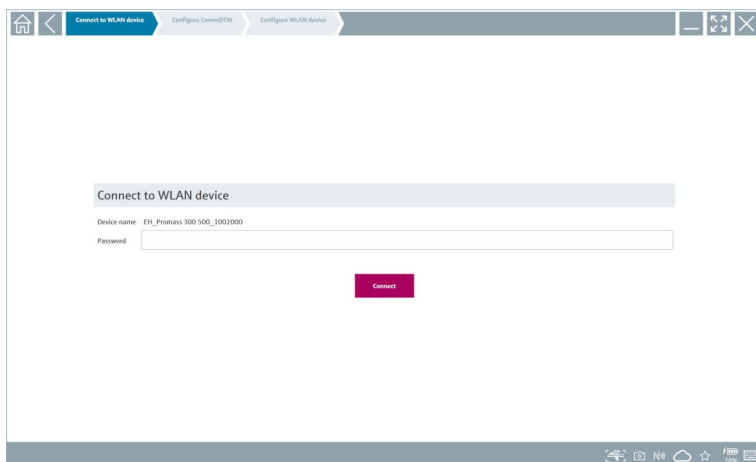 Connect to WLAN device
Configure CommDTM
Configure WLAN device
Connect to WLAN device
Device name EH_Promass 300 500_1002000
Password
Connect
78%